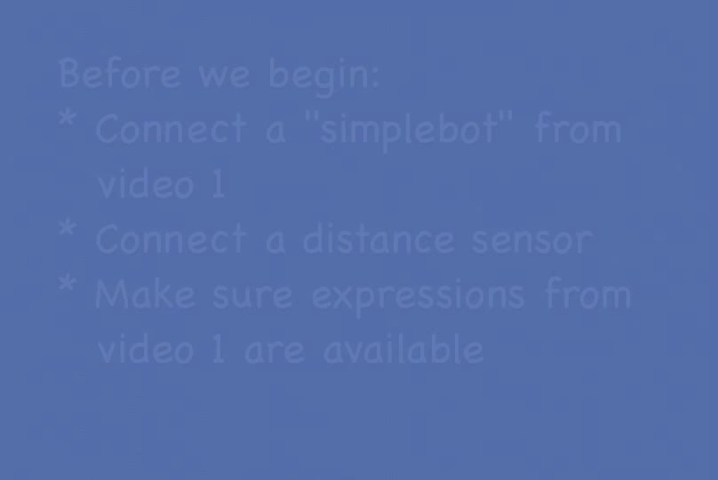 Before we begin:
* Connect a "simplebot" from
video 1
* Connect a distance sensor
* Make sure expressions from
video 1 are available